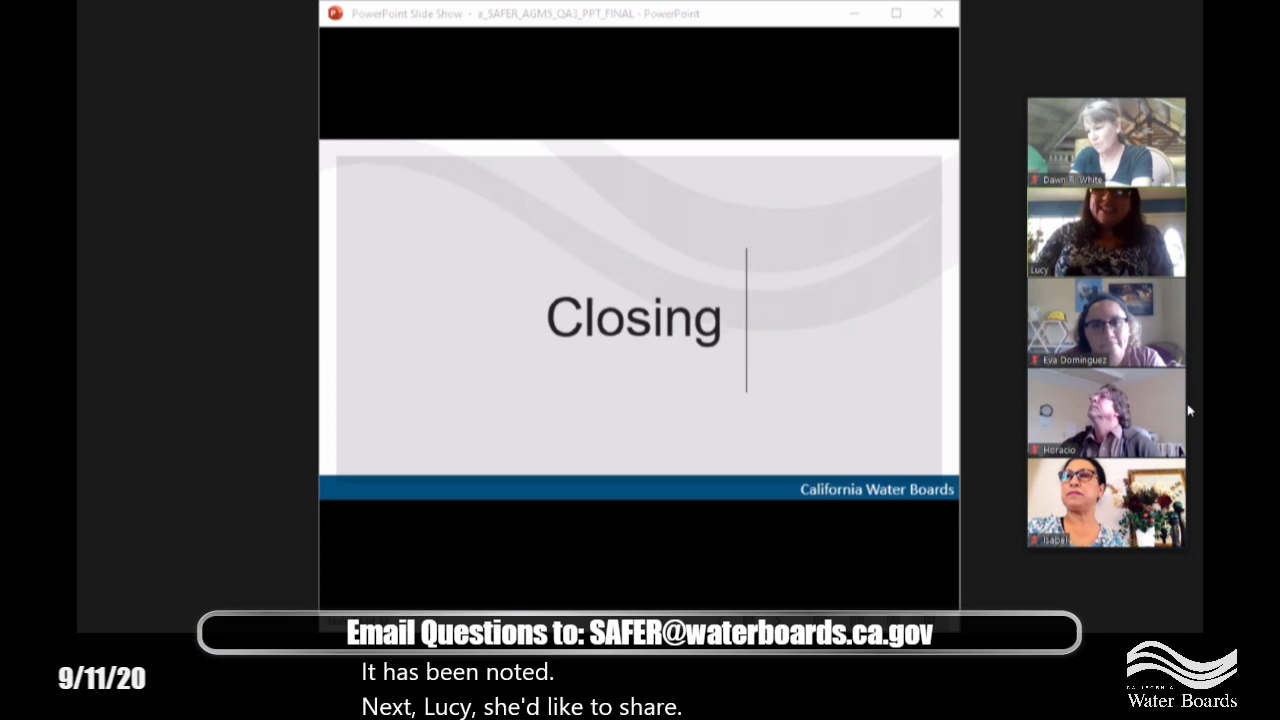 PowerPoint Slide Show - a_SAFER_AGM5_QA3_PPT_FINAL - PowerPoint
Dawn R. White
Lucy
Closing
Eva Dominguez
Horacio
California Water Boards
Isabel
Email Questions to: SAFER@waterboards.ca.gov
It has been noted.
9/11/20
CALIFORNIA
Water Boards
Next, Lucy, she'd like to share.